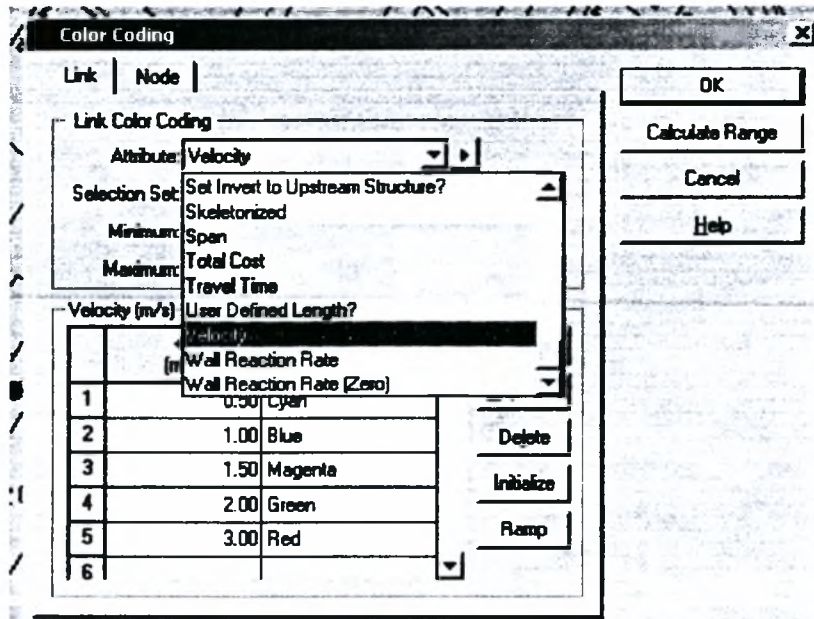 Color Coding
Link Node
OK
Link Color Coding
Calculate Range
Attribute: Velocity
Cancel
Selection Set:
Set Invert to Upstream Structure?
Skeletonized
Help
Minimum:
Span
Maximum:
Total Cost
Travel Time
Velocity (m/s)
User Defined Length?
Velocity
Wall Reaction Rate
Wall Reaction Rate (Zero)
1 0.50 Cyan
2 1.00 Blue
Delete
3 1.50 Magenta
Initialize
4 2.00 Green
5 3.00 Red
Ramp
6